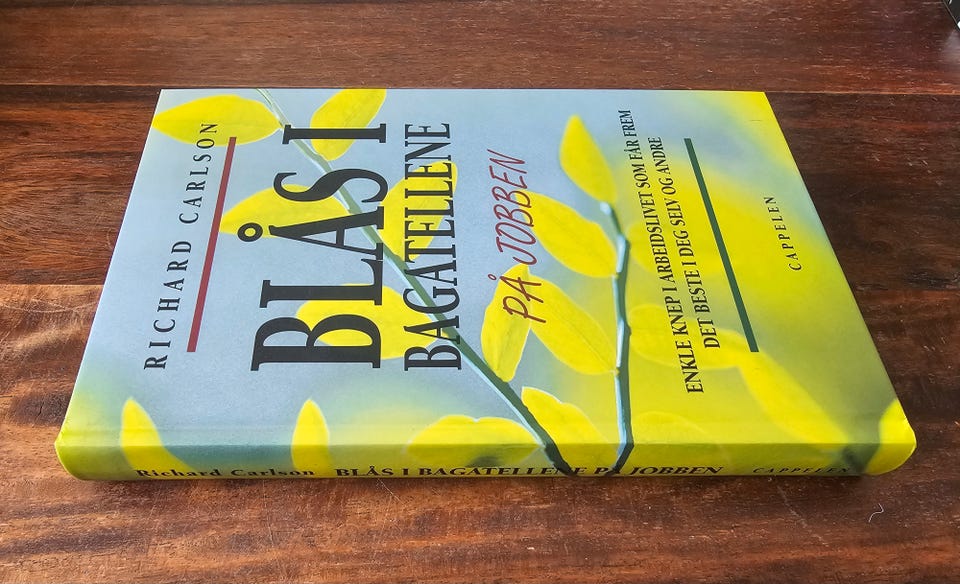 RICHARD CARLSON
BLÅS I
BAGATELLENE
PÅ JOBBEN
ENKLE KNEP I ARBEIDSLIVET SOM FÅR FREM
DET BESTE I DEG SELV OG ANDRE
CAPPELEN
Richard Carlson BLÅS I BAGATELLENE PÅ JOBBEN CAPPELEN